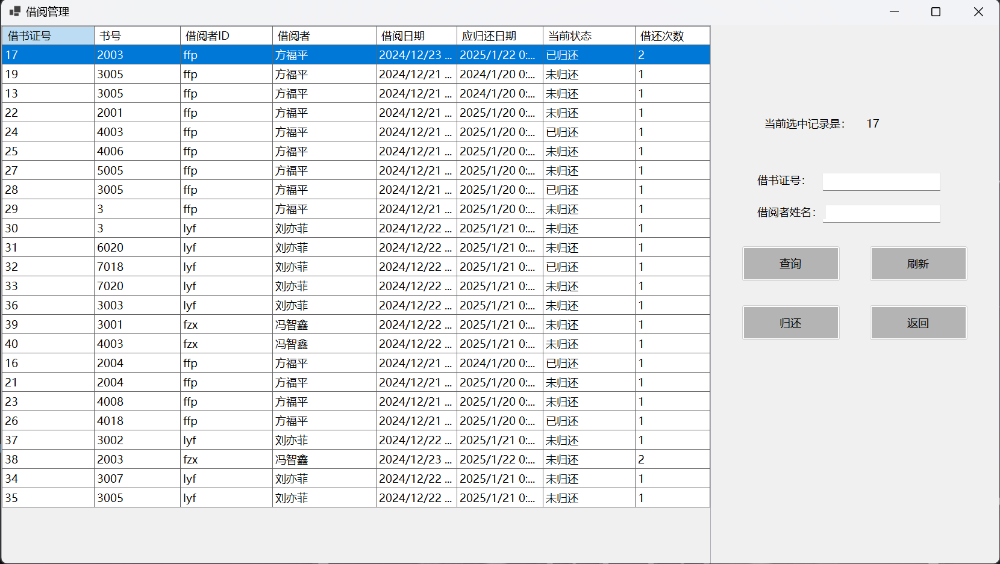 借阅管理
借书证号 书号 借阅者ID 借阅者 借阅日期 应归还日期 当前状态 借还次数
17 2003 ffp 方福平 2024/12/23 ... 2025/1/22 0:... 已归还 2
19 3005 ffp 方福平 2024/12/21 ... 2024/1/20 0:... 未归还 1
13 3005 ffp 方福平 2024/12/21 ... 2024/1/20 0:... 未归还 1
22 2001 ffp 方福平 2024/12/21 ... 2025/1/20 0:... 未归还 1
24 4003 ffp 方福平 2024/12/21 ... 2025/1/20 0:... 已归还 1
25 4006 ffp 方福平 2024/12/21 ... 2025/1/20 0:... 未归还 1
27 5005 ffp 方福平 2024/12/21 ... 2025/1/20 0:... 未归还 1
28 3005 ffp 方福平 2024/12/21 ... 2025/1/20 0:... 已归还 1
29 3 ffp 方福平 2024/12/21 ... 2025/1/20 0:... 未归还 1
30 3 lyf 刘亦菲 2024/12/22 ... 2025/1/21 0:... 未归还 1
31 6020 lyf 刘亦菲 2024/12/22 ... 2025/1/21 0:... 未归还 1
32 7018 lyf 刘亦菲 2024/12/22 ... 2025/1/21 0:... 已归还 1
33 7020 lyf 刘亦菲 2024/12/22 ... 2025/1/21 0:... 未归还 1
36 3003 lyf 刘亦菲 2024/12/22 ... 2025/1/21 0:... 未归还 1
39 3001 fzx 冯智鑫 2024/12/22 ... 2025/1/21 0:... 未归还 1
40 4003 fzx 冯智鑫 2024/12/22 ... 2025/1/21 0:... 未归还 1
16 2004 ffp 方福平 2024/12/21 ... 2024/1/20 0:... 已归还 1
21 2004 ffp 方福平 2024/12/21 ... 2025/1/20 0:... 未归还 1
23 4008 ffp 方福平 2024/12/21 ... 2025/1/20 0:... 未归还 1
26 4018 ffp 方福平 2024/12/21 ... 2025/1/20 0:... 已归还 1
37 3002 lyf 刘亦菲 2024/12/22 ... 2025/1/21 0:... 未归还 1
38 2003 fzx 冯智鑫 2024/12/23 ... 2025/1/22 0:... 未归还 2
34 3007 lyf 刘亦菲 2024/12/22 ... 2025/1/21 0:... 未归还 1
35 3005 lyf 刘亦菲 2024/12/22 ... 2025/1/21 0:... 未归还 1
当前选中记录是： 17
借书证号：
借阅者姓名：
查询 刷新
归还 返回